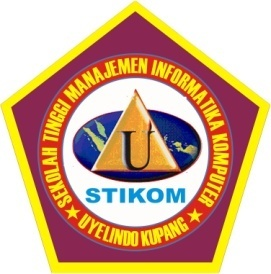 SEKOLAH TINGGI MANAJEMEN INFORMATIKA KOMPUTER
U
STIKOM
UYELINDO KUPANG